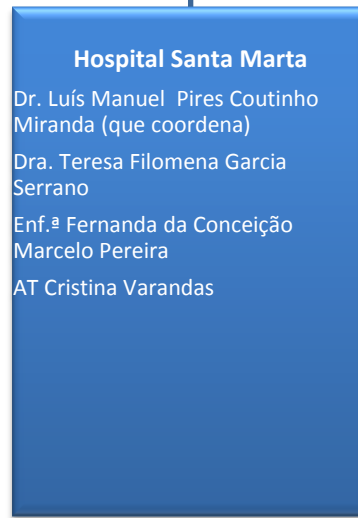 Hospital Santa Marta
Dr. Luís Manuel Pires Coutinho
Miranda (que coordena)
Dra. Teresa Filomena Garcia
Serrano
Enf.ª Fernanda da Conceição
Marcelo Pereira
AT Cristina Varandas